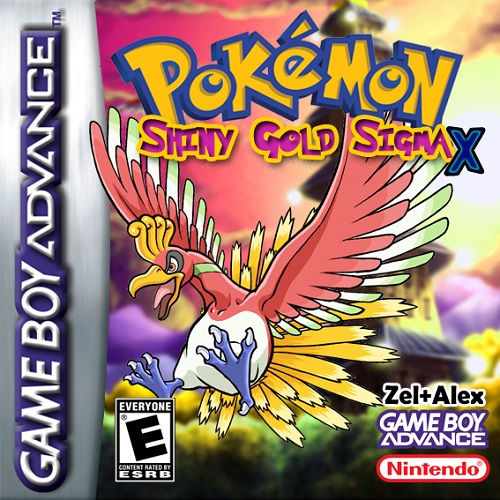 GAME BOY ADVANCE
POKéMON
SHINY GOLD SIGMA X
Zel+Alex
GAME BOY
ADVANCE
Nintendo
EVERYONE
E
CONTENT RATED BY
ESRB